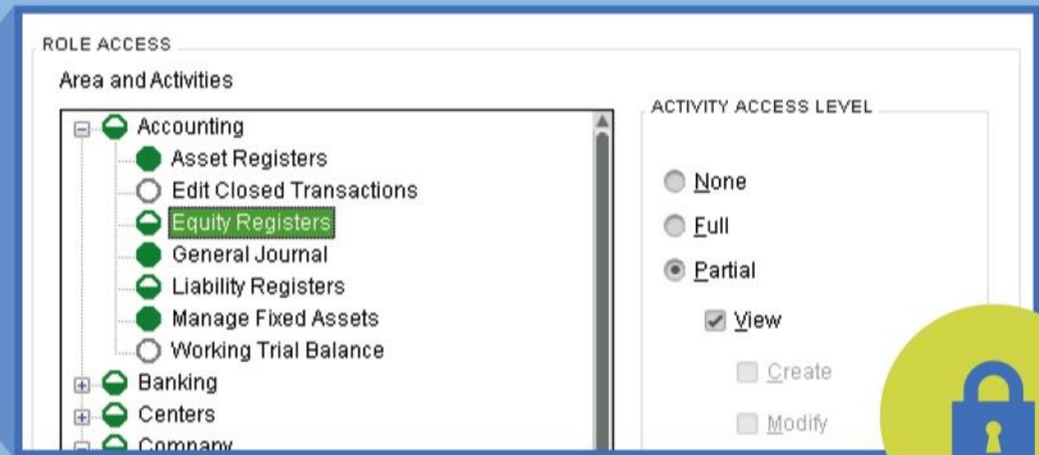 ROLE ACCESS
Area and Activities
Accounting
Asset Registers
Edit Closed Transactions
Equity Registers
General Journal
Liability Registers
Manage Fixed Assets
Working Trial Balance
Banking
Centers
Company
ACTIVITY ACCESS LEVEL
None
Full
Partial
View
Create
Modify